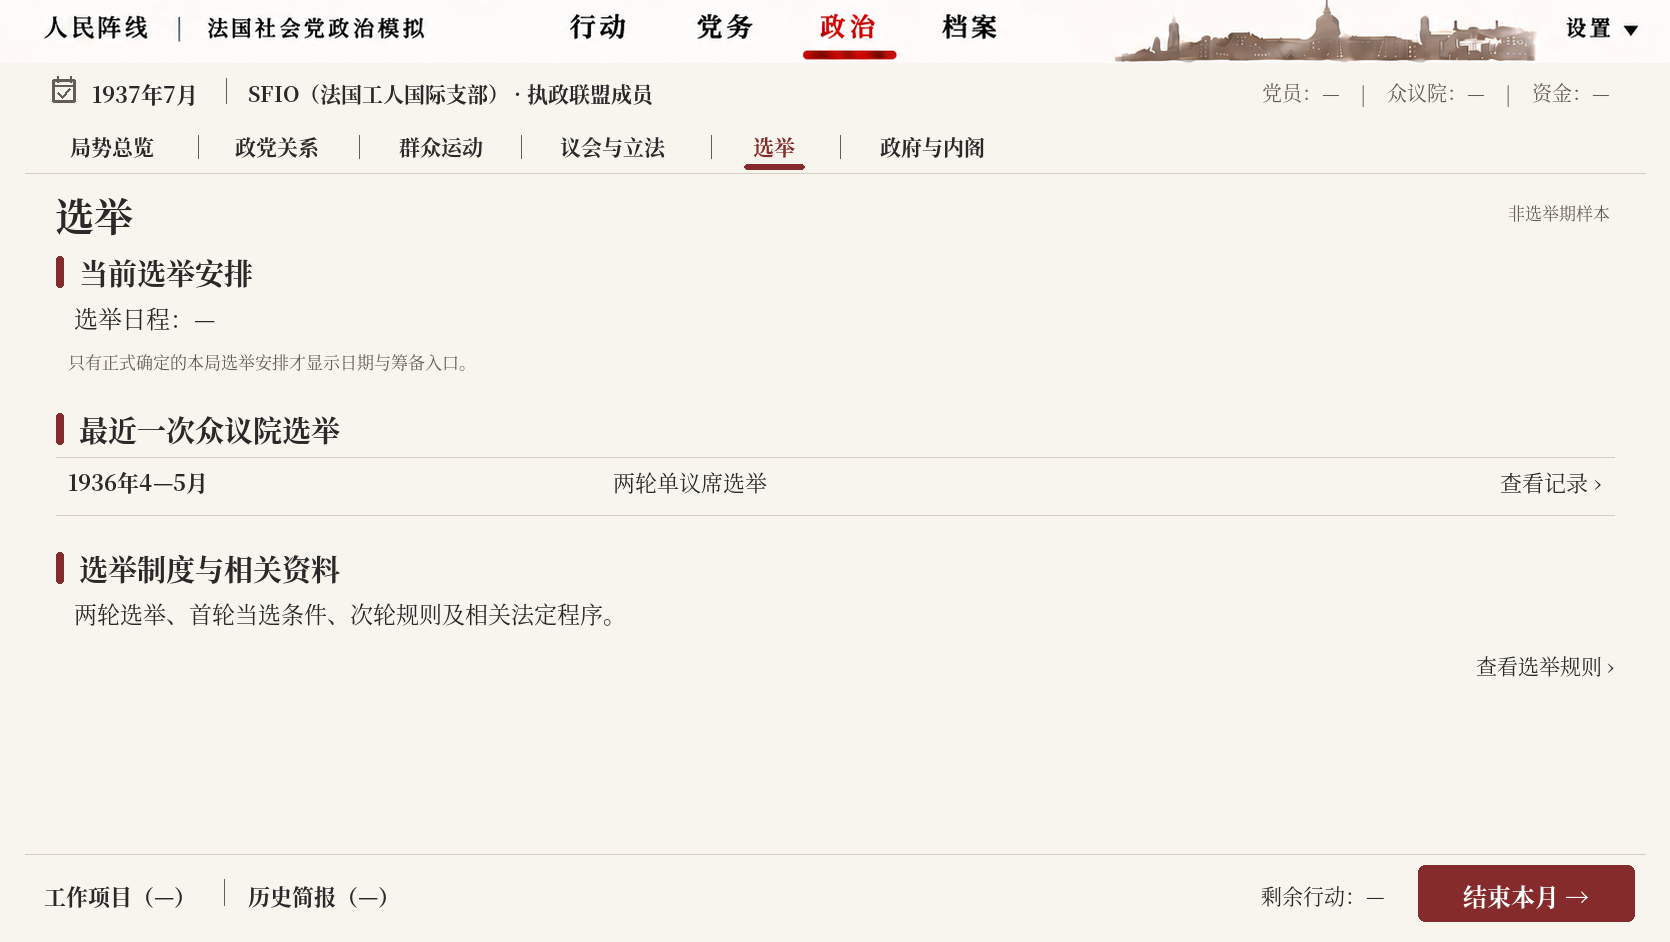 人民阵线 | 法国社会党政治模拟 行动 党务 政治 档案 设置 ▼
1937年7月 SFIO（法国工人国际支部）· 执政联盟成员 党员：— | 众议院：— | 资金：—
局势总览 政党关系 群众运动 议会与立法 选举 政府与内阁
选举 非选举期样本
当前选举安排
选举日程：—
只有正式确定的本局选举安排才显示日期与筹备入口。
最近一次众议院选举
1936年4—5月 两轮单议席选举 查看记录 ›
选举制度与相关资料
两轮选举、首轮当选条件、次轮规则及相关法定程序。
查看选举规则 ›
工作项目（—） 历史简报（—） 剩余行动：— 结束本月 →